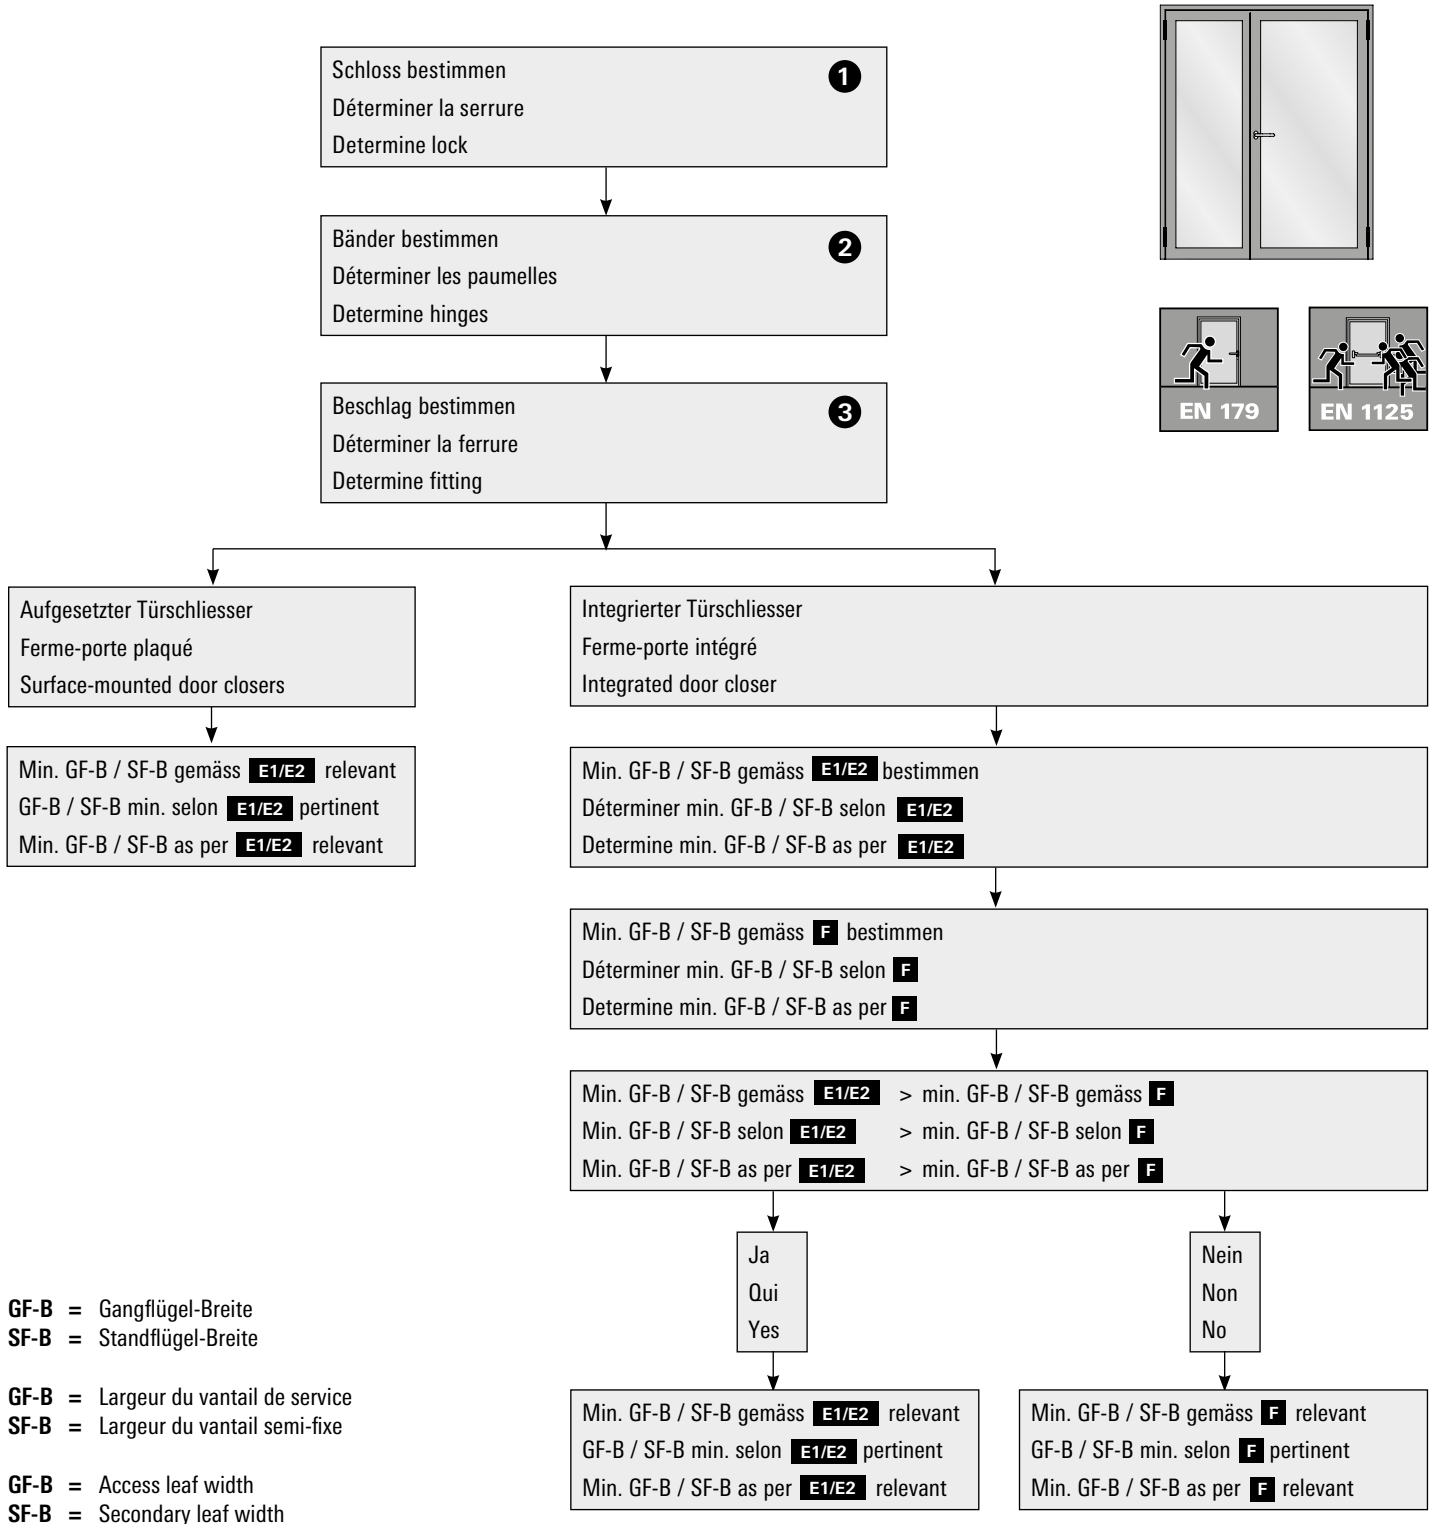 Schloss bestimmen
1
Déterminer la serrure
Determine lock
Bänder bestimmen
2
Déterminer les paumelles
Determine hinges
EN 179
EN 1125
Beschlag bestimmen
3
Déterminer la ferrure
Determine fitting
Aufgesetzter Türschliesser
Ferme-porte plaqué
Surface-mounted door closers
Integrierter Türschliesser
Ferme-porte intégré
Integrated door closer
Min. GF-B / SF-B gemäss E1/E2 relevant
GF-B / SF-B min. selon E1/E2 pertinent
Min. GF-B / SF-B as per E1/E2 relevant
Min. GF-B / SF-B gemäss E1/E2 bestimmen
Déterminer min. GF-B / SF-B selon E1/E2
Determine min. GF-B / SF-B as per E1/E2
Min. GF-B / SF-B gemäss F bestimmen
Déterminer min. GF-B / SF-B selon F
Determine min. GF-B / SF-B as per F
Min. GF-B / SF-B gemäss E1/E2 > min. GF-B / SF-B gemäss F
Min. GF-B / SF-B selon E1/E2 > min. GF-B / SF-B selon F
Min. GF-B / SF-B as per E1/E2 > min. GF-B / SF-B as per F
Ja
Qui
Yes
Nein
Non
No
Min. GF-B / SF-B gemäss E1/E2 relevant
GF-B / SF-B min. selon E1/E2 pertinent
Min. GF-B / SF-B as per E1/E2 relevant
Min. GF-B / SF-B gemäss F relevant
GF-B / SF-B min. selon F pertinent
Min. GF-B / SF-B as per F relevant
GF-B = Gangflügel-Breite
SF-B = Standflügel-Breite
GF-B = Largeur du vantail de service
SF-B = Largeur du vantail semi-fixe
GF-B = Access leaf width
SF-B = Secondary leaf width